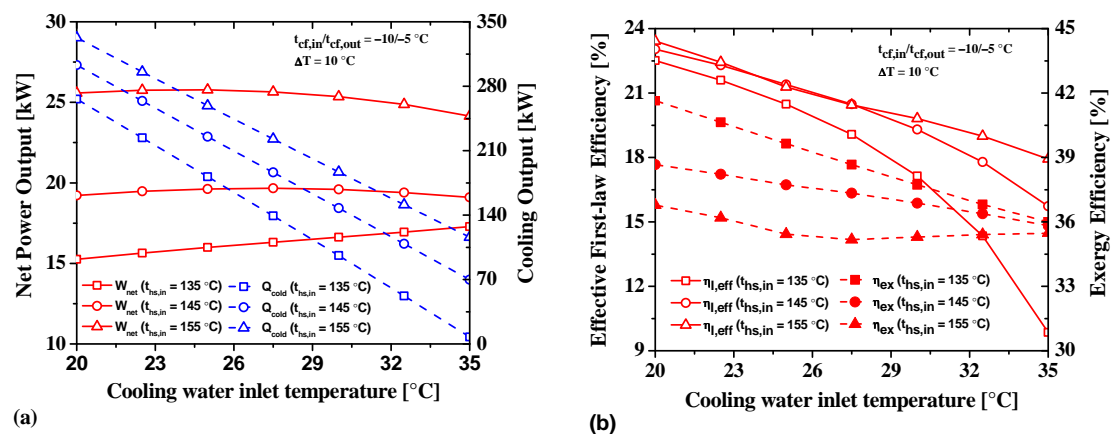 30
25
20
15
10
350
280
210
140
70
0
20 23 26 29 32 35
Net Power Output [kW]
Cooling Output [kW]
Cooling water inlet temperature [°C]
t_cf,in/t_cf,out = −10/−5 °C
ΔT = 10 °C
W_net (t_hs,in = 135 °C)
W_net (t_hs,in = 145 °C)
W_net (t_hs,in = 155 °C)
Q_cold (t_hs,in = 135 °C)
Q_cold (t_hs,in = 145 °C)
Q_cold (t_hs,in = 155 °C)
(a)
24
21
18
15
12
9
45
42
39
36
33
30
20 23 26 29 32 35
Effective First-law Efficiency [%]
Exergy Efficiency [%]
Cooling water inlet temperature [°C]
t_cf,in/t_cf,out = −10/−5 °C
ΔT = 10 °C
η_I,eff (t_hs,in = 135 °C)
η_I,eff (t_hs,in = 145 °C)
η_I,eff (t_hs,in = 155 °C)
η_ex (t_hs,in = 135 °C)
η_ex (t_hs,in = 145 °C)
η_ex (t_hs,in = 155 °C)
(b)